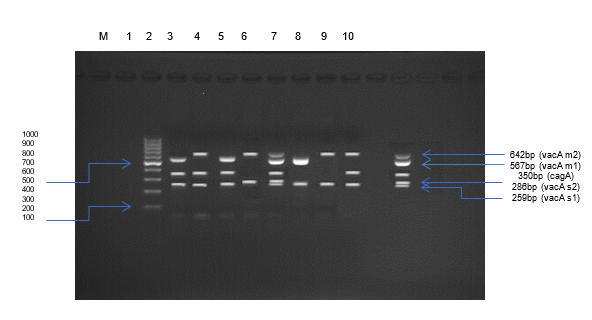 M 1 2 3 4 5 6 7 8 9 10
1000
900
800
700
600
500
400
300
200
100
642bp (vacA m2)
567bp (vacA m1)
350bp (cagA)
286bp (vacA s2)
259bp (vacA s1)